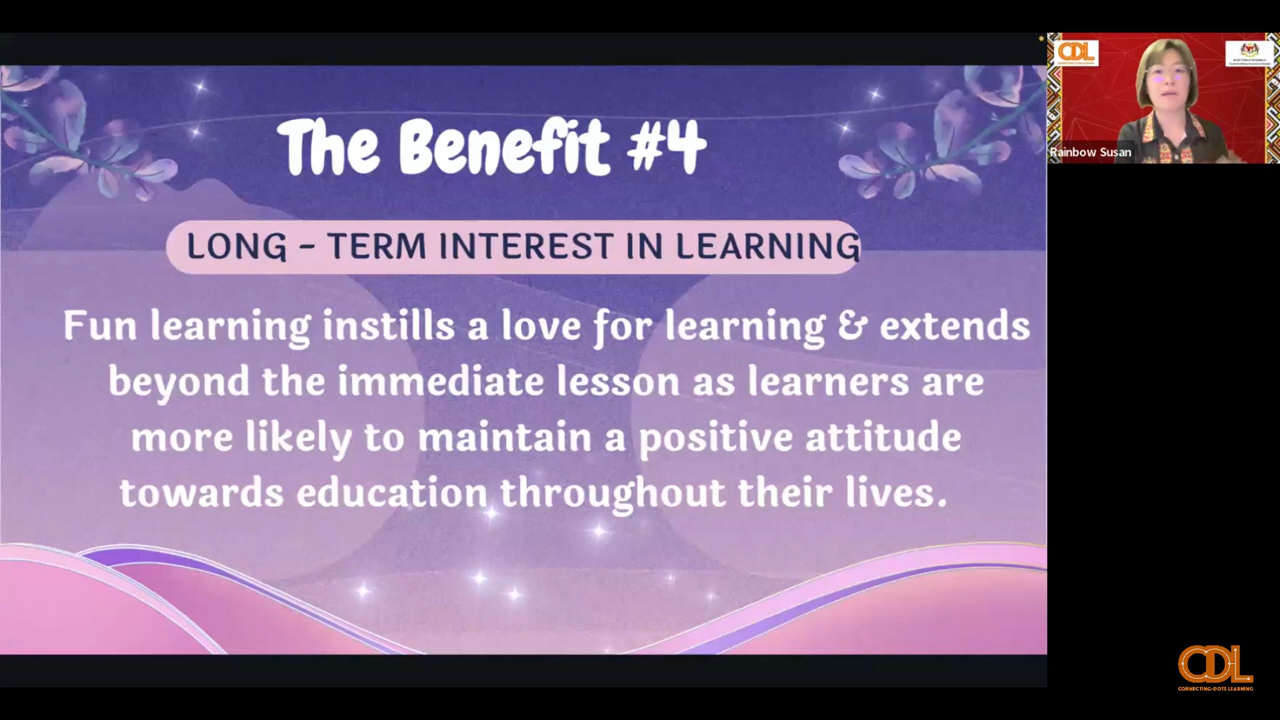 The Benefit #4
LONG - TERM INTEREST IN LEARNING
Fun learning instills a love for learning & extends
beyond the immediate lesson as learners are
more likely to maintain a positive attitude
towards education throughout their lives.
CDL
Rainbow Susan
CDL
CONNECTING-DOTS LEARNING